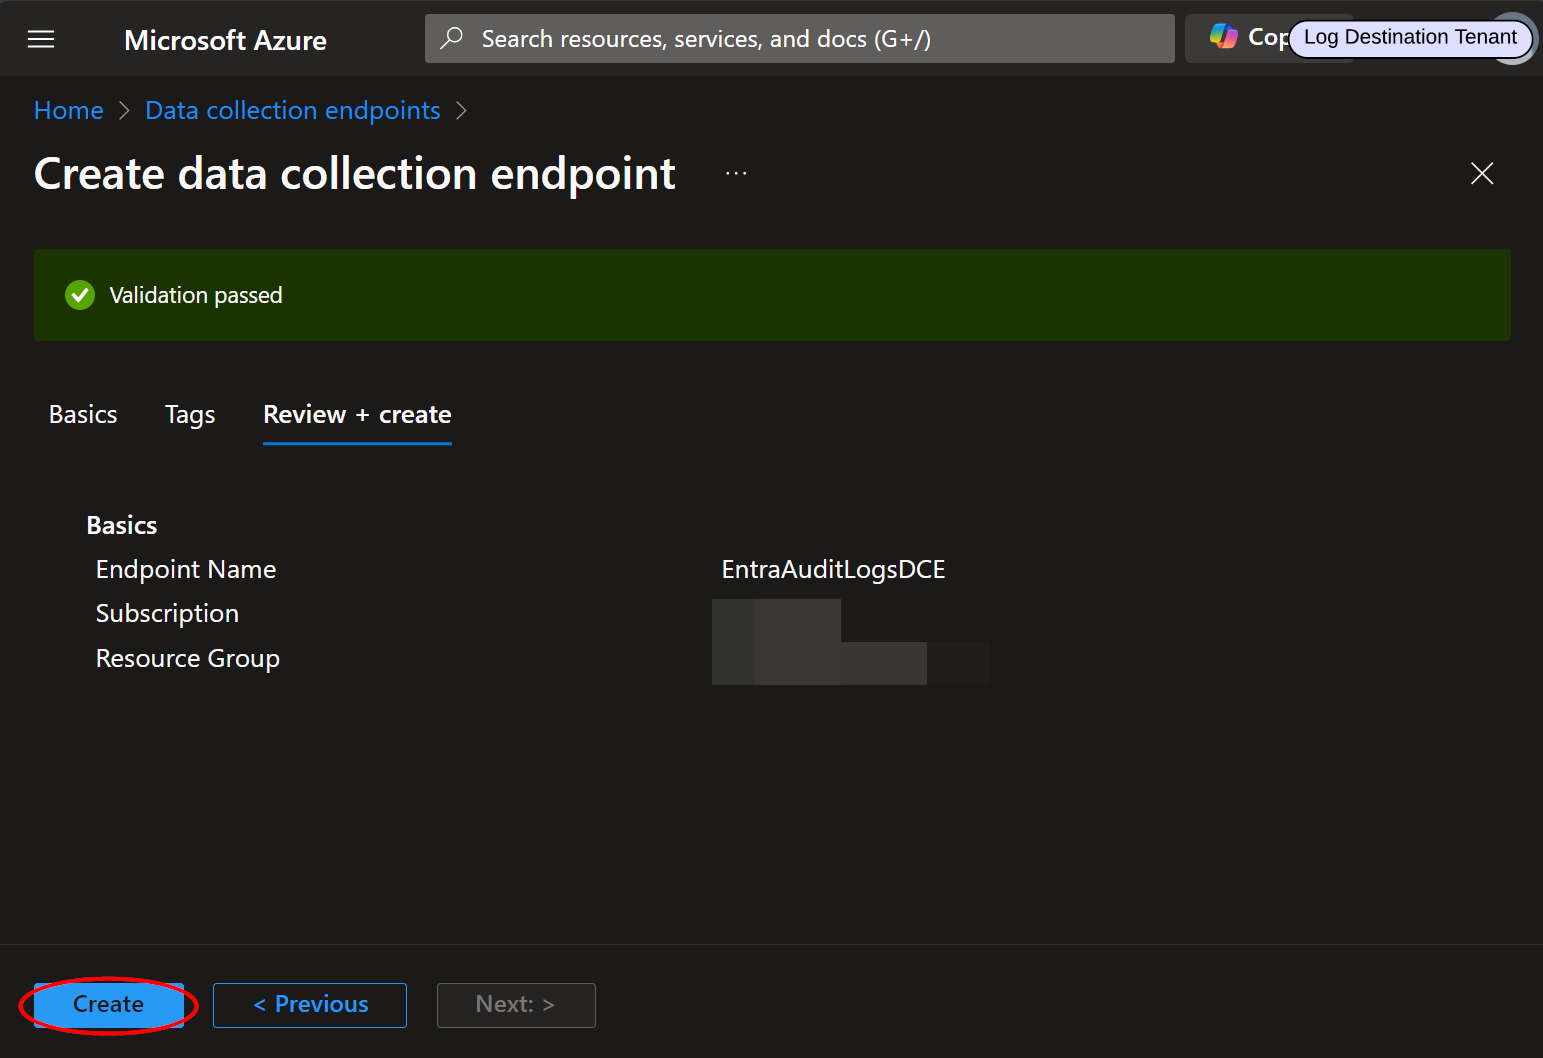 Microsoft Azure
Search resources, services, and docs (G+/)
Log Destination Tenant
Home > Data collection endpoints >
Create data collection endpoint ...
Validation passed
Basics Tags Review + create
Basics
Endpoint Name EntraAuditLogsDCE
Subscription
Resource Group
Create < Previous Next: >